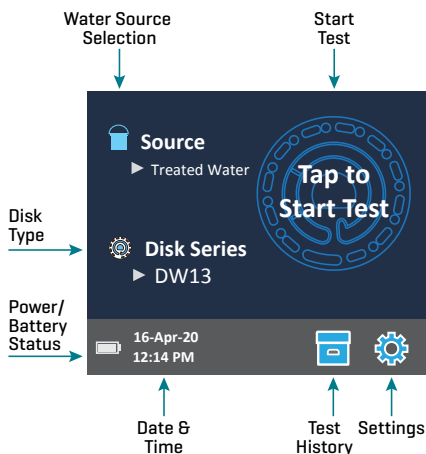 Water Source
Selection
Start
Test
Source
Treated Water
Tap to
Start Test
Disk
Type
Disk Series
DW13
Power/
Battery
Status
16-Apr-20
12:14 PM
Date &
Time
Test
History
Settings